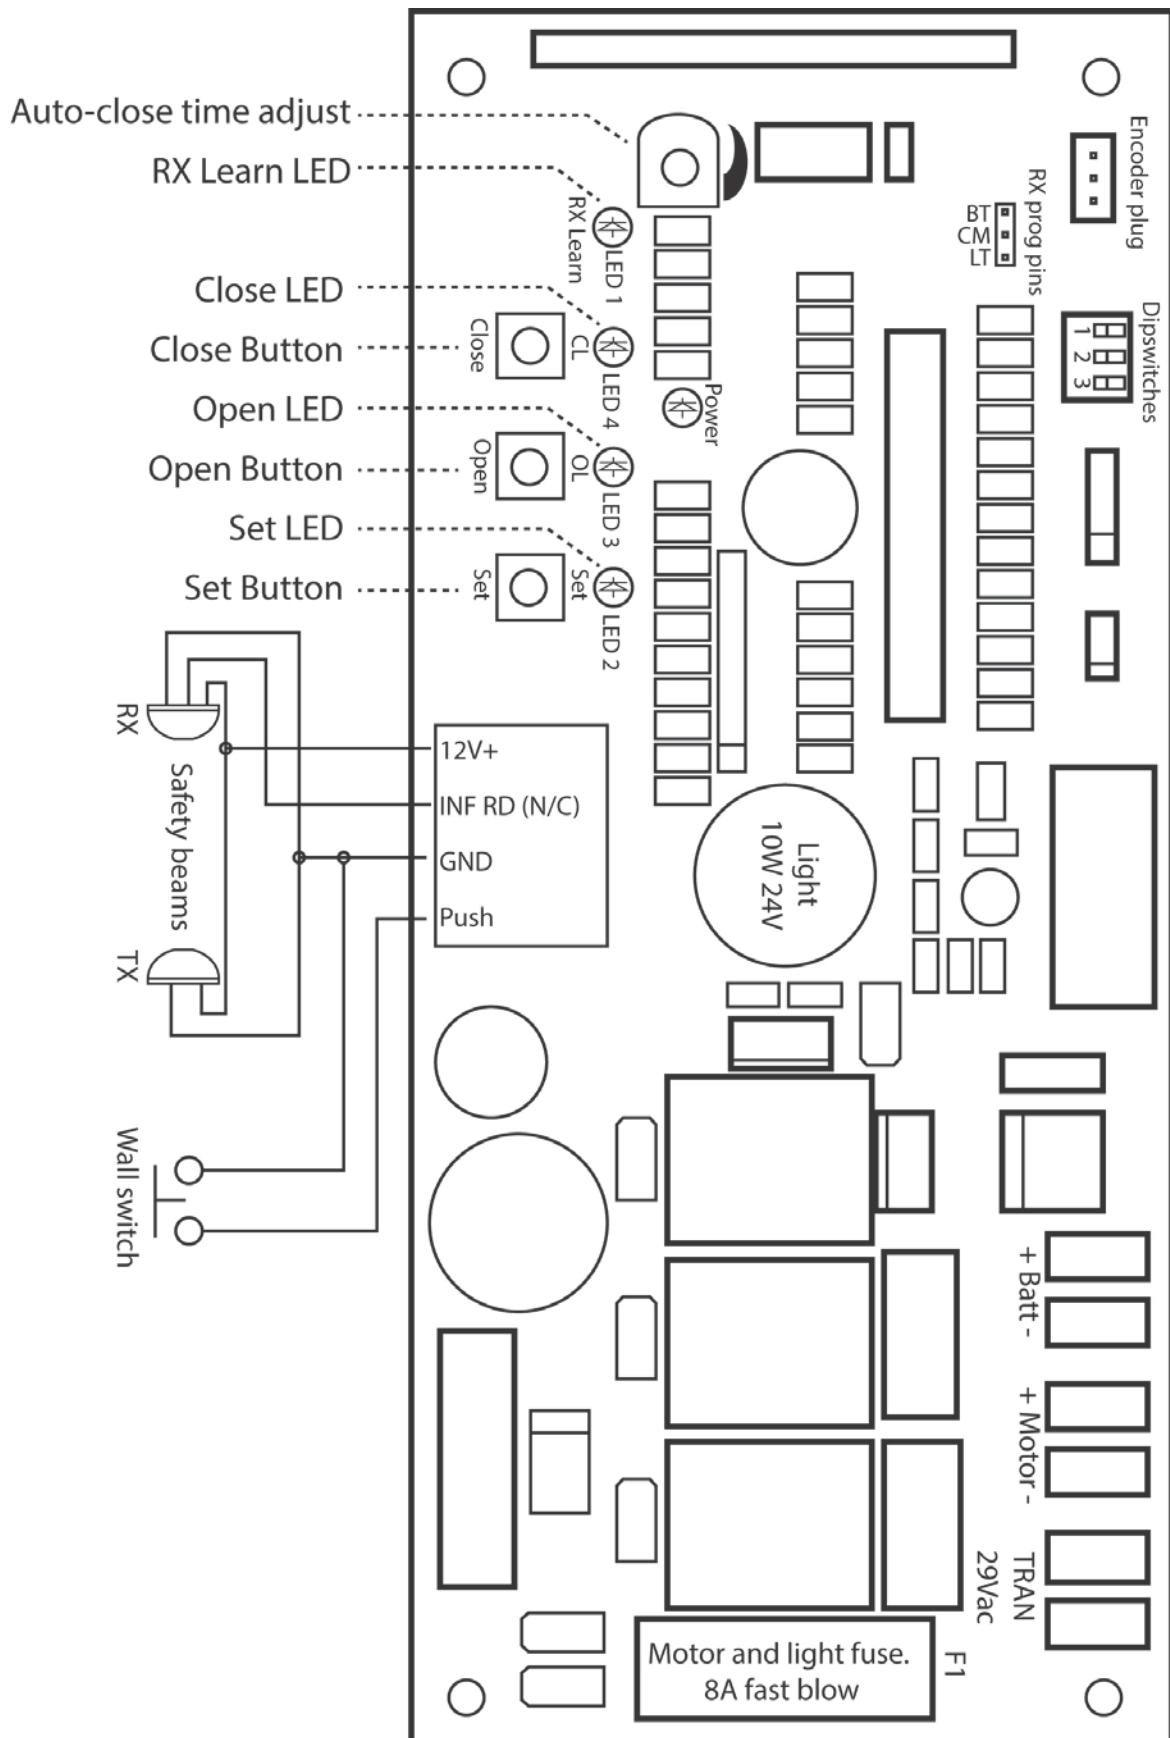 Auto-close time adjust
RX Learn LED
Close LED
Close Button
Open LED
Open Button
Set LED
Set Button
RX Learn
LED 1
Close
CL
LED 4
Power
Open
OL
LED 3
Set
Set
LED 2
Encoder plug
RX prog pins
BT
CM
LT
Dipswitches
1
2
3
RX
Safety beams
TX
12V+
INF RD (N/C)
GND
Push
Light
10W 24V
Wall switch
+ Batt -
+ Motor -
TRAN
29Vac
F1
Motor and light fuse.
8A fast blow